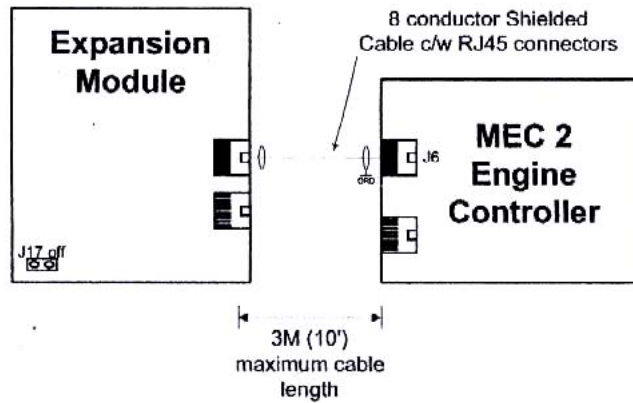 8 conductor Shielded
Cable c/w RJ45 connectors
Expansion
Module
MEC 2
Engine
Controller
J6
GRD
J17 off
3M (10')
maximum cable
length